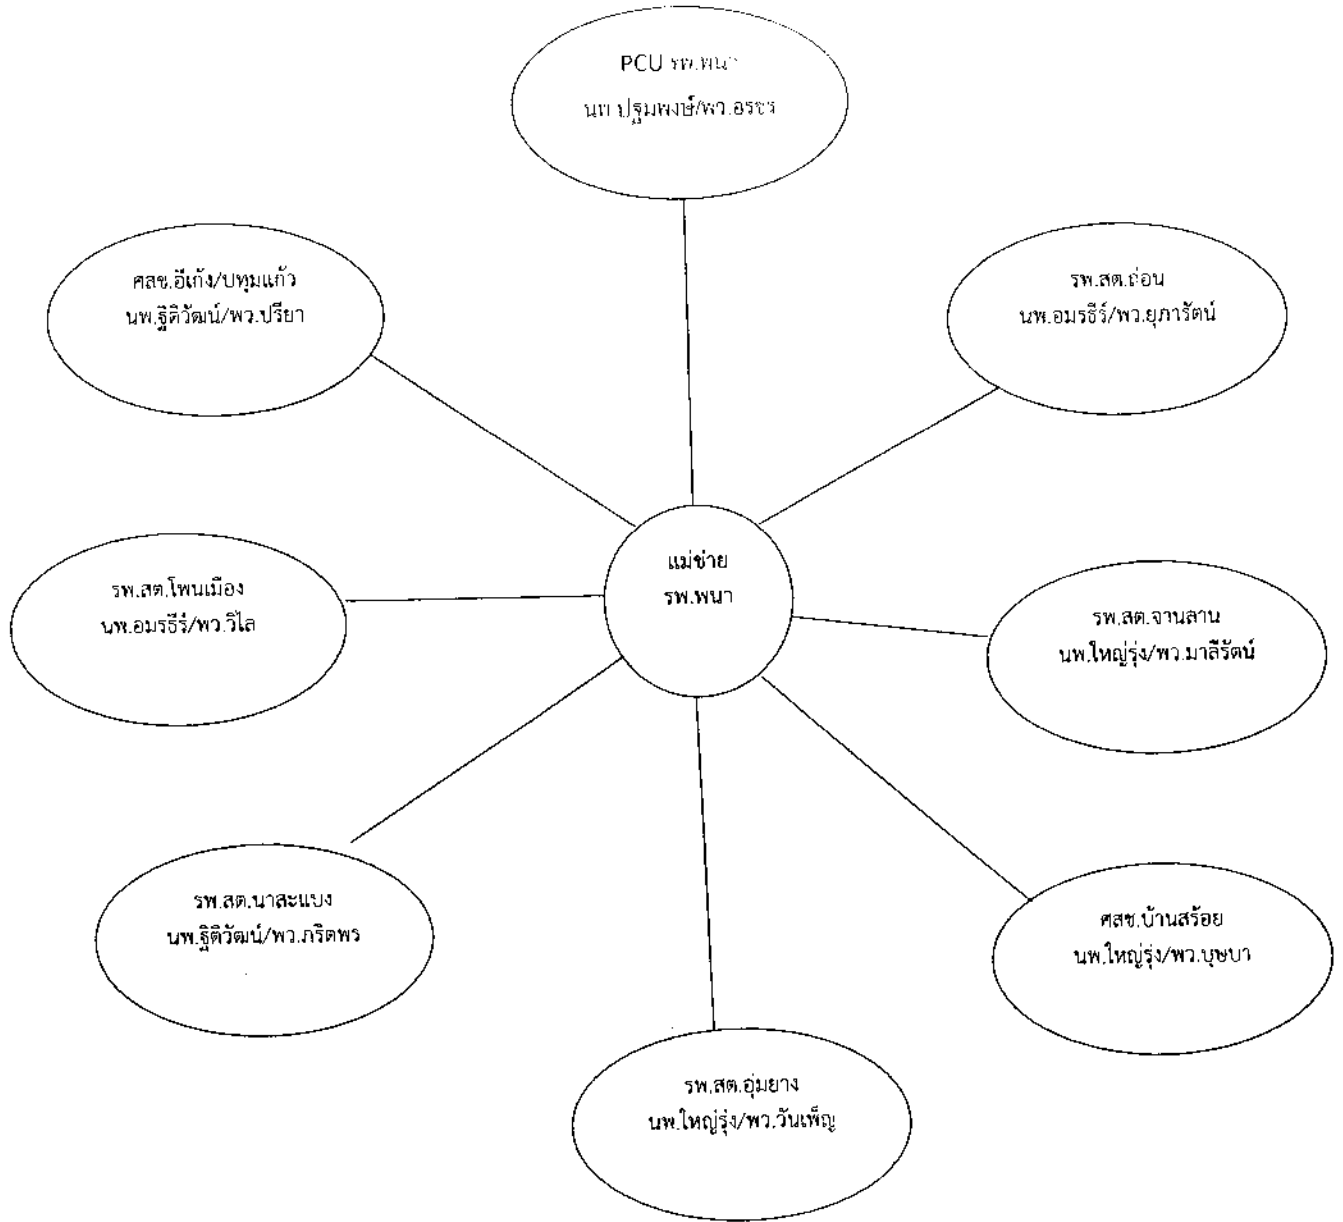 PCU รพ.พนา
นพ.ปฐมพงษ์/พว.อรชร
ศสช.อีเก้ง/บทุมแก้ว
นพ.ฐิติวัฒน์/พว.ปรียา
รพ.สต.ถ่อน
นพ.อมรธีร์/พว.ยุภารัตน์
แม่ข่าย
รพ.พนา
รพ.สต.โพนเมือง
นพ.อมรธีร์/พว.วิไล
รพ.สต.จานลาน
นพ.ใหญ่รุ่ง/พว.มาลีรัตน์
รพ.สต.นาสะแบง
นพ.ฐิติวัฒน์/พว.ภริตพร
ศสช.บ้านสร้อย
นพ.ใหญ่รุ่ง/พว.บุษบา
รพ.สต.อุ่มยาง
นพ.ใหญ่รุ่ง/พว.วันเพ็ญ